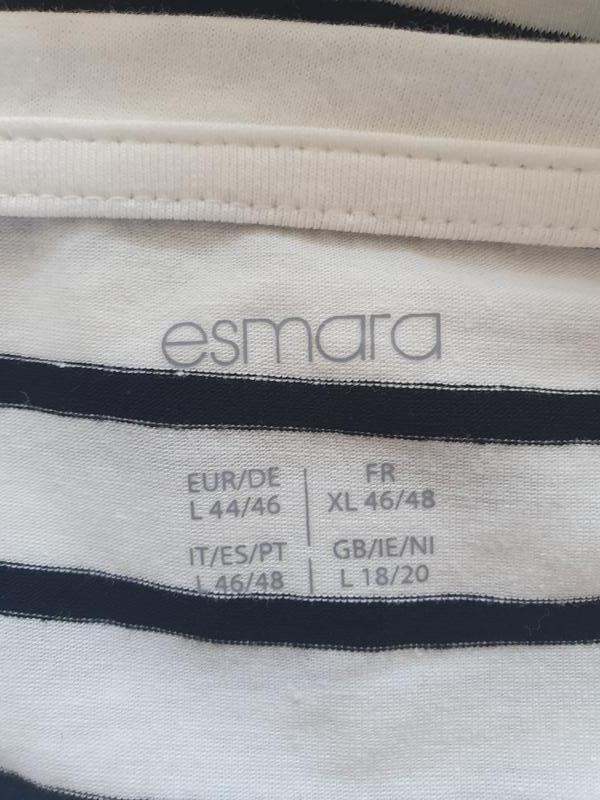 esmara
EUR/DE
L 44/46
FR
XL 46/48
IT/ES/PT
L 46/48
GB/IE/NI
L 18/20